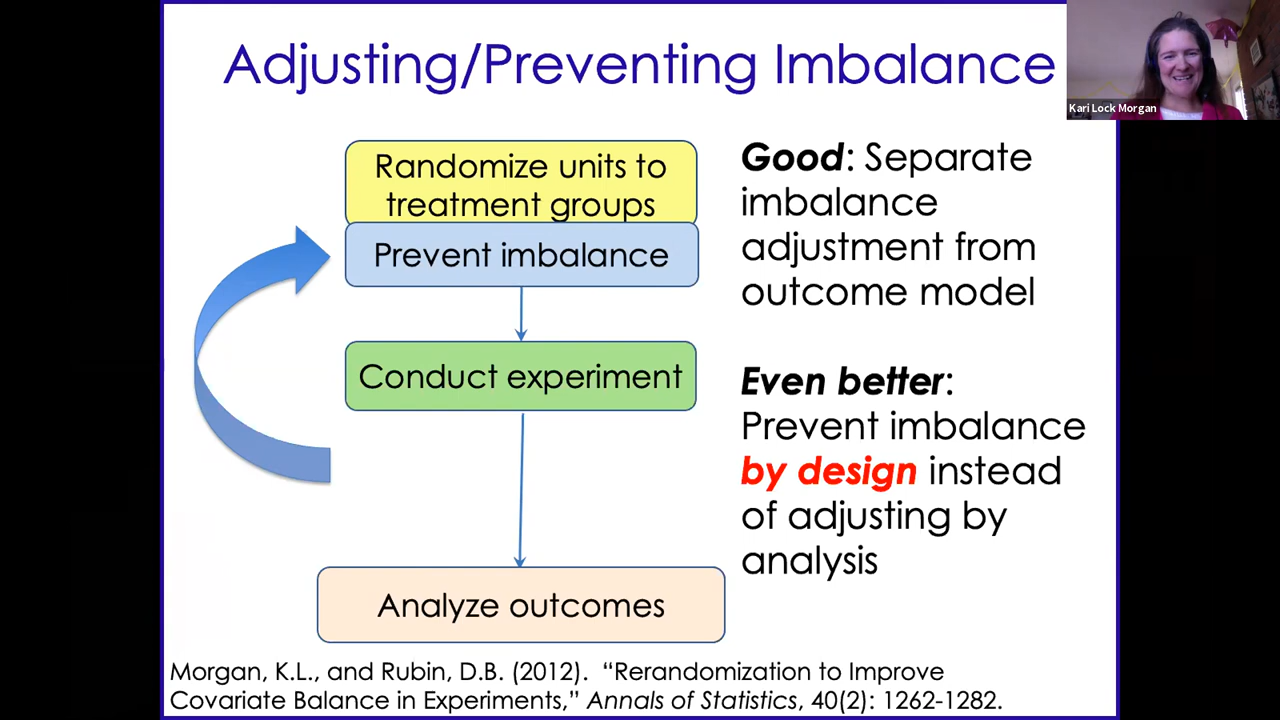 Adjusting/Preventing Imbalance
Kari Lock Morgan
Randomize units to
treatment groups
Prevent imbalance
Conduct experiment
Analyze outcomes
Good: Separate
imbalance
adjustment from
outcome model
Even better:
Prevent imbalance
by design instead
of adjusting by
analysis
Morgan, K.L., and Rubin, D.B. (2012). “Rerandomization to Improve
Covariate Balance in Experiments,” Annals of Statistics, 40(2): 1262-1282.